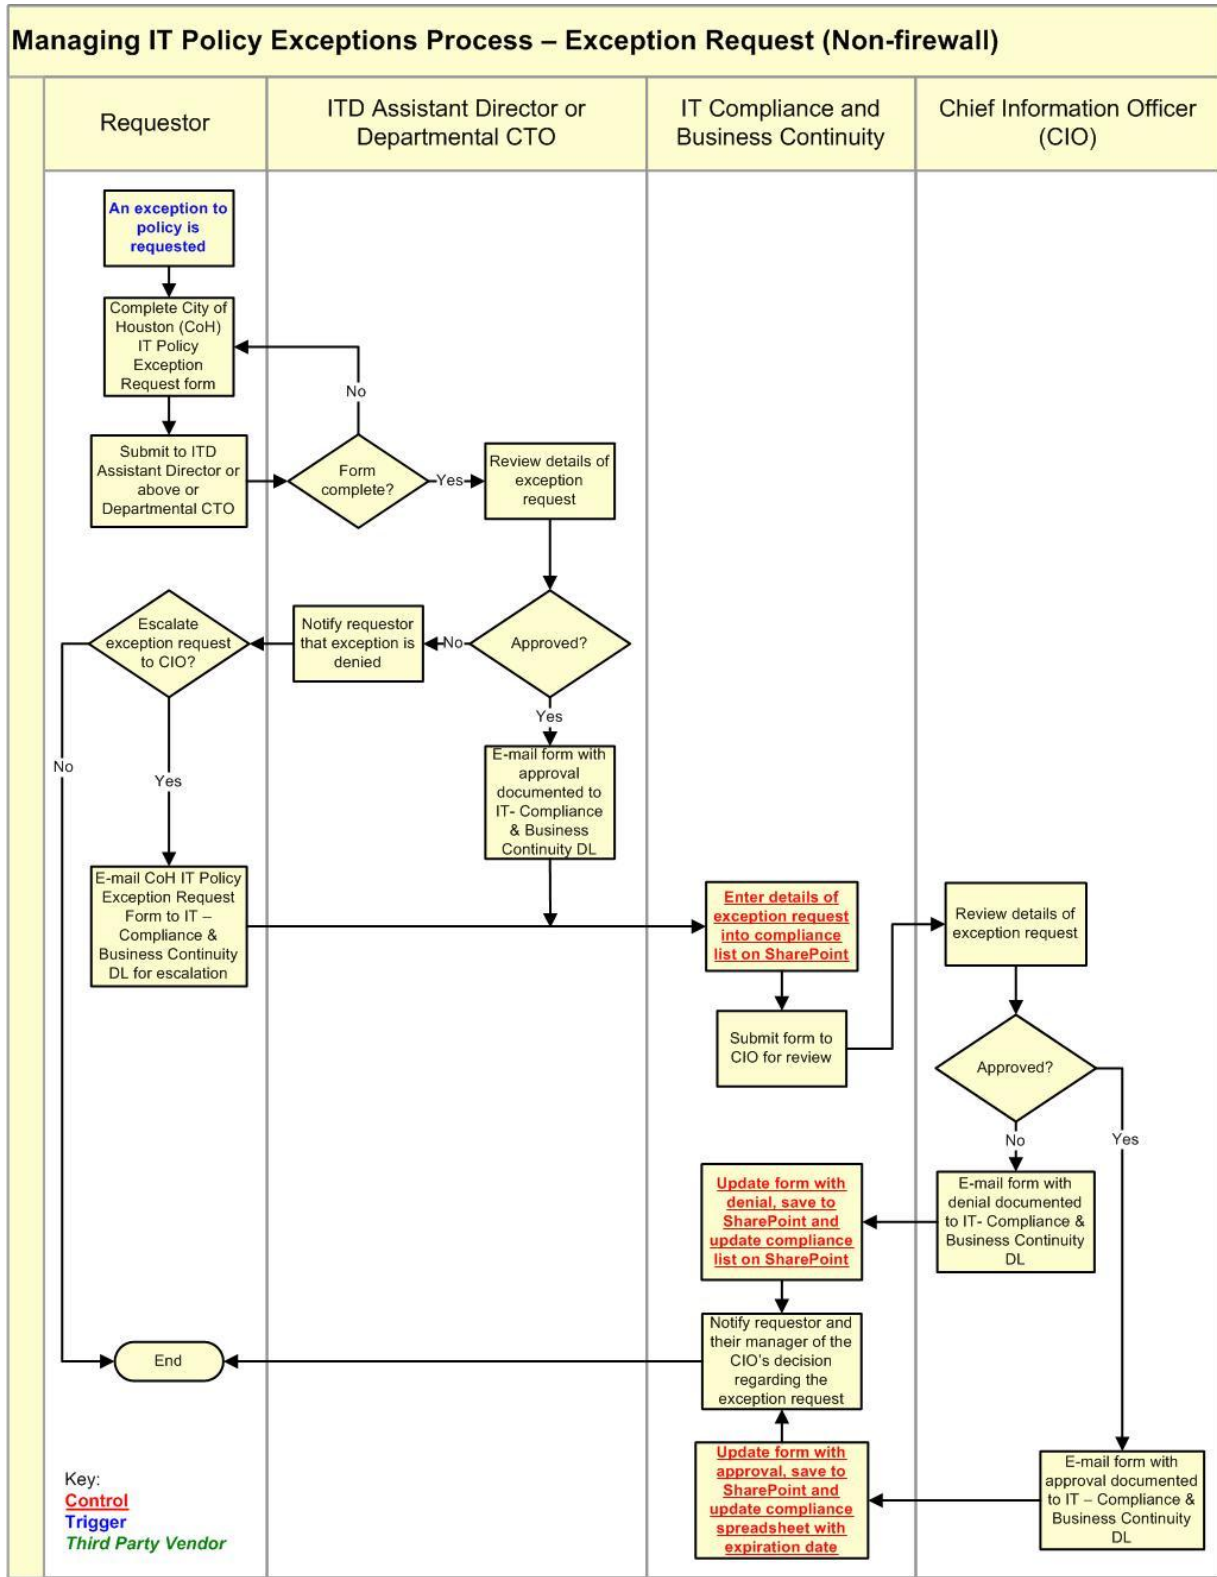 Managing IT Policy Exceptions Process – Exception Request (Non-firewall)
Requestor
ITD Assistant Director or
Departmental CTO
IT Compliance and
Business Continuity
Chief Information Officer
(CIO)
An exception to
policy is
requested
Complete City of
Houston (CoH)
IT Policy
Exception
Request form
No
Submit to ITD
Assistant Director or
above or
Departmental CTO
Form
complete?
Yes
Review details of
exception
request
Escalate
exception request
to CIO?
Notify requestor
that exception is
denied
No
Approved?
Yes
No
Yes
E-mail form with
approval
documented to
IT- Compliance
& Business
Continuity DL
E-mail CoH IT Policy
Exception Request
Form to IT –
Compliance &
Business Continuity
DL for escalation
Enter details of
exception request
into compliance
list on SharePoint
Review details of
exception request
Submit form to
CIO for review
Approved?
No
Yes
Update form with
denial, save to
SharePoint and
update compliance
list on SharePoint
E-mail form with
denial documented
to IT- Compliance &
Business Continuity
DL
Notify requestor and
their manager of the
CIO's decision
regarding the
exception request
End
Update form with
approval, save to
SharePoint and
update compliance
spreadsheet with
expiration date
E-mail form with
approval documented
to IT – Compliance &
Business Continuity
DL
Key:
Control
Trigger
Third Party Vendor